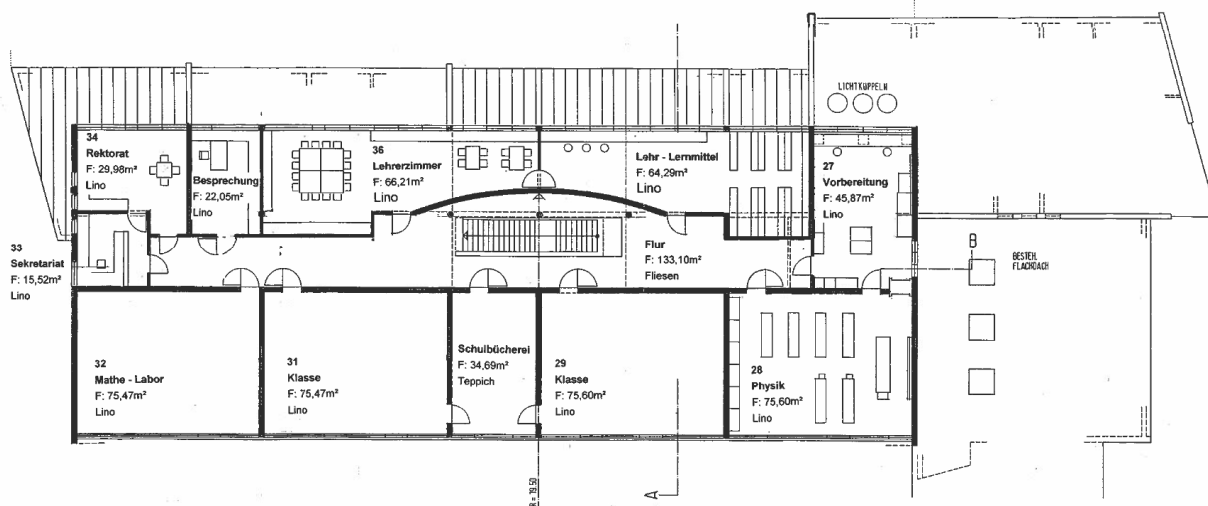 LICHTKUPPELN
34
Rektorat
F: 29,98m²
Lino
Besprechung
F: 22,05m²
Lino
36
Lehrerzimmer
F: 66,21m²
Lino
Lehr - Lernmittel
F: 64,29m²
Lino
27
Vorbereitung
F: 45,87m²
Lino
33
Sekretariat
F: 15,52m²
Lino
Flur
F: 133,10m²
Fliesen
B
BESTEH.
FLACHDACH
32
Mathe - Labor
F: 75,47m²
Lino
31
Klasse
F: 75,47m²
Lino
Schulbücherei
F: 34,69m²
Teppich
29
Klasse
F: 75,60m²
Lino
28
Physik
F: 75,60m²
Lino
R = 19.50
A